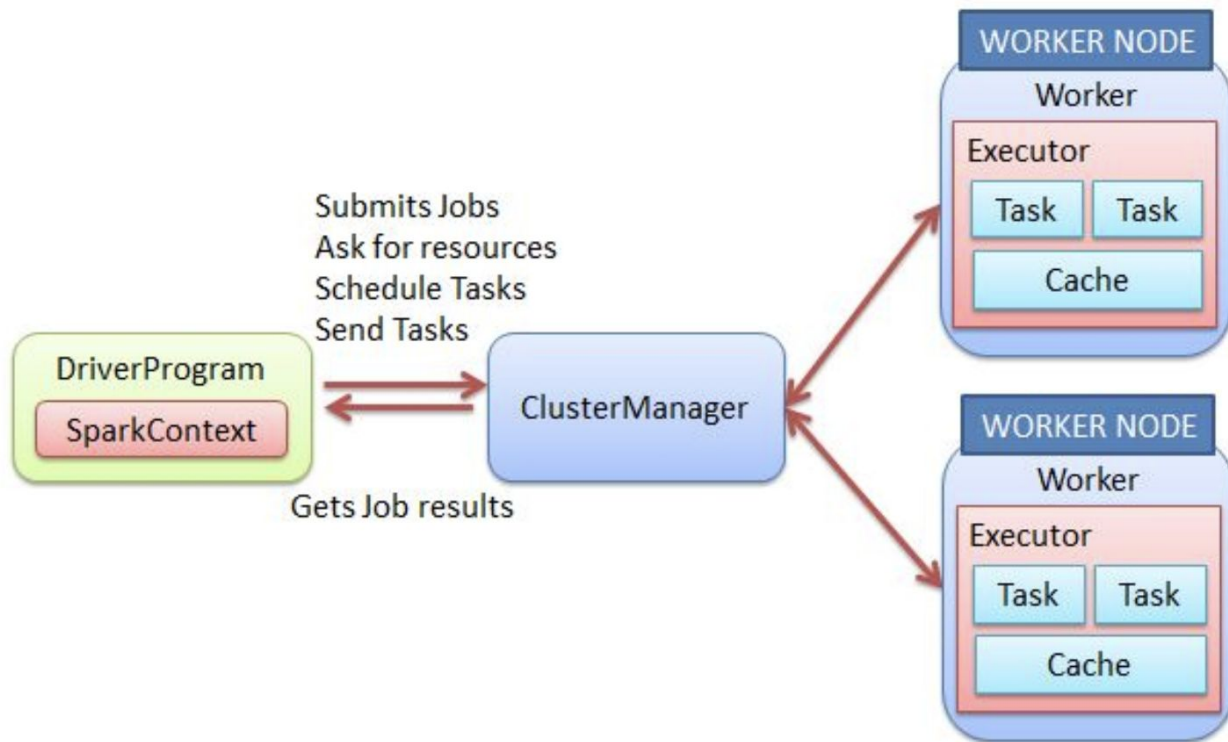 Submits Jobs
Ask for resources
Schedule Tasks
Send Tasks
DriverProgram
SparkContext
Gets Job results
ClusterManager
WORKER NODE
Worker
Executor
Task Task
Cache
WORKER NODE
Worker
Executor
Task Task
Cache